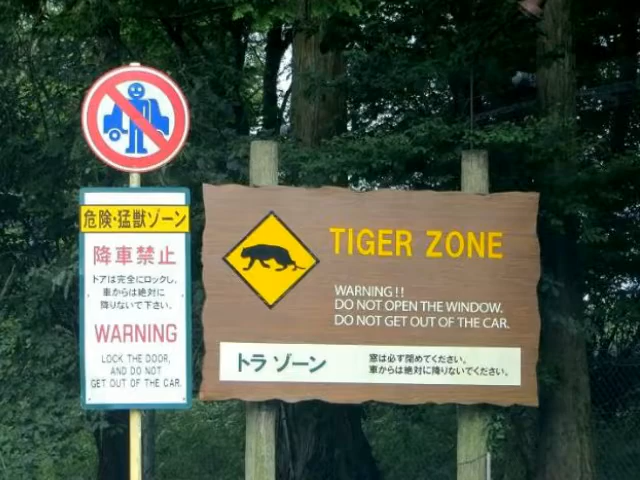 危険・猛獣ゾーン
降車禁止
ドアは完全にロックし、
車からは絶対に
降りないで下さい。
WARNING
LOCK THE DOOR,
AND DO NOT
GET OUT OF THE CAR.
TIGER ZONE
WARNING!!
DO NOT OPEN THE WINDOW.
DO NOT GET OUT OF THE CAR.
トラ ゾーン
窓は必ず閉めてください。
車からは絶対に降りないでください。